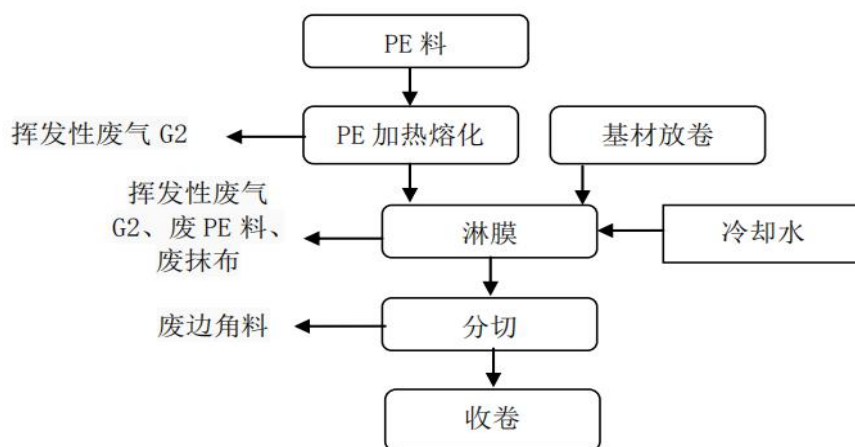 PE 料
挥发性废气 G2
PE 加热熔化
基材放卷
挥发性废气
G2、废 PE 料、
废抹布
淋膜
冷却水
废边角料
分切
收卷